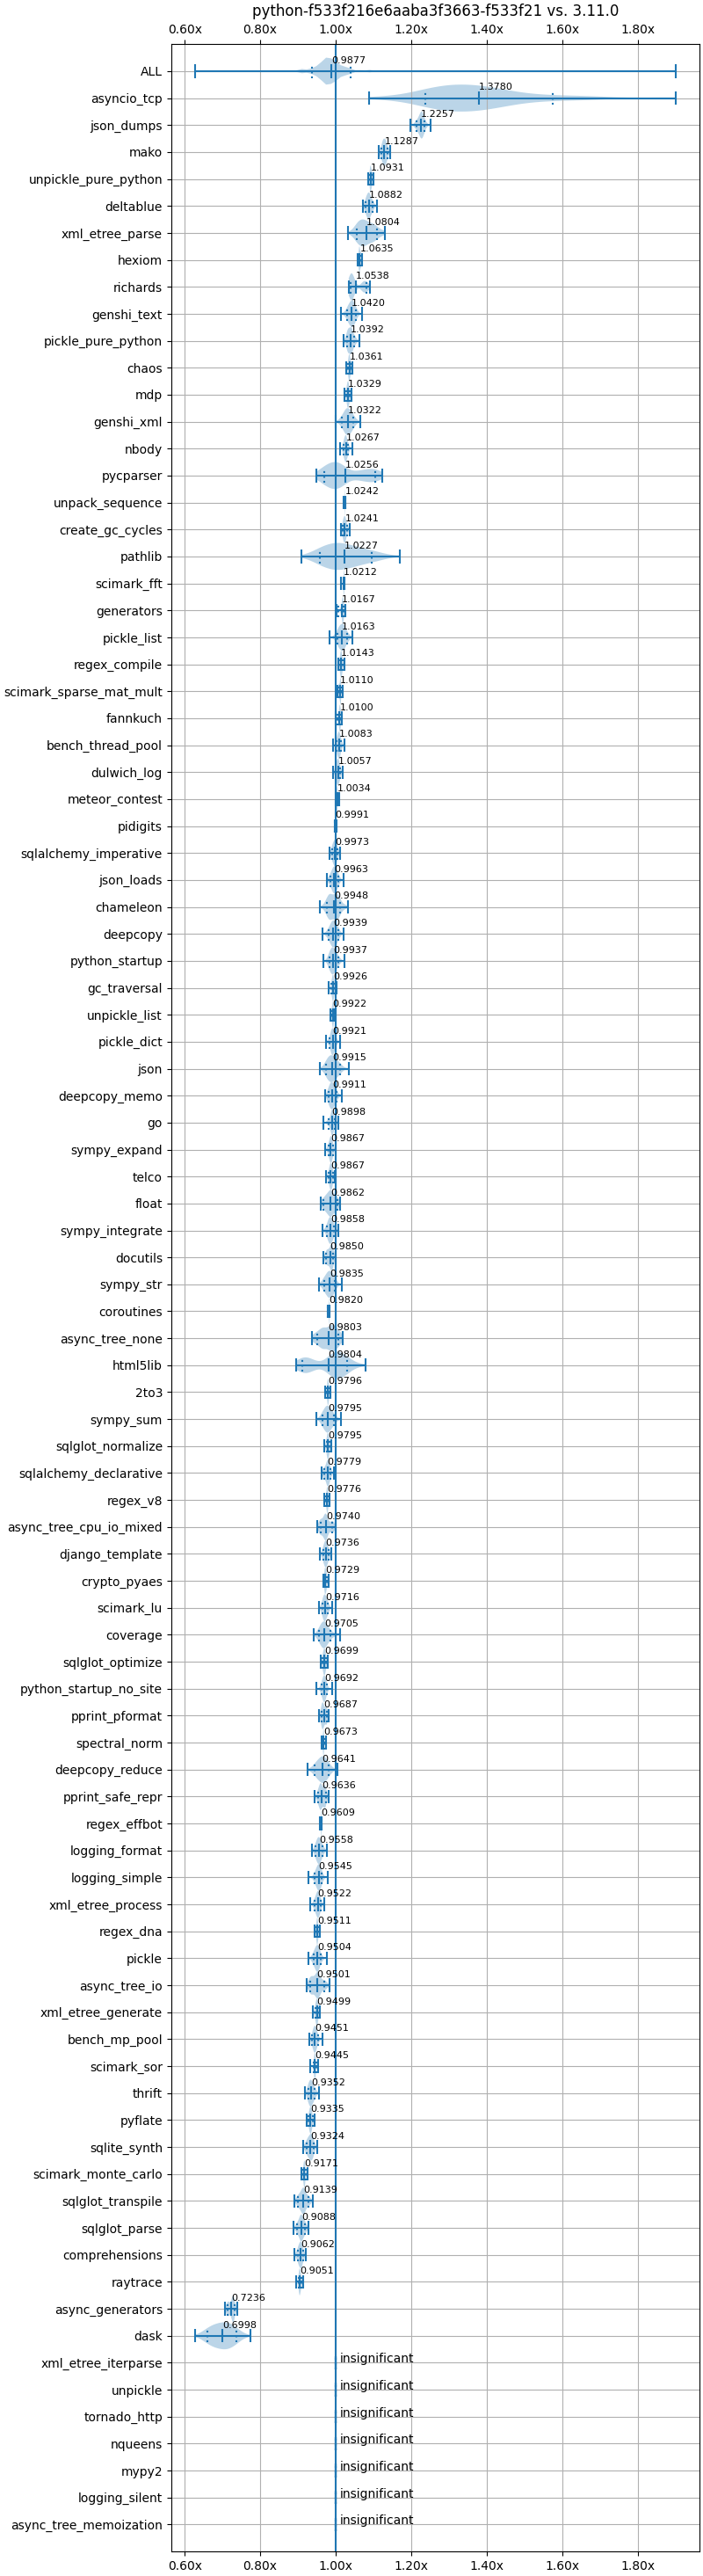 python-f533f216e6aaba3f3663-f533f21 vs. 3.11.0
0.60x 0.80x 1.00x 1.20x 1.40x 1.60x 1.80x
ALL 0.9877
asyncio_tcp 1.3780
json_dumps 1.2257
mako 1.1287
unpickle_pure_python 1.0931
deltablue 1.0882
xml_etree_parse 1.0804
hexiom 1.0635
richards 1.0538
genshi_text 1.0420
pickle_pure_python 1.0392
chaos 1.0361
mdp 1.0329
genshi_xml 1.0322
nbody 1.0267
pycparser 1.0256
unpack_sequence 1.0242
create_gc_cycles 1.0241
pathlib 1.0227
scimark_fft 1.0212
generators 1.0167
pickle_list 1.0163
regex_compile 1.0143
scimark_sparse_mat_mult 1.0110
fannkuch 1.0100
bench_thread_pool 1.0083
dulwich_log 1.0057
meteor_contest 1.0034
pidigits 0.9991
sqlalchemy_imperative 0.9973
json_loads 0.9963
chameleon 0.9948
deepcopy 0.9939
python_startup 0.9937
gc_traversal 0.9926
unpickle_list 0.9922
pickle_dict 0.9921
json 0.9915
deepcopy_memo 0.9911
go 0.9898
sympy_expand 0.9867
telco 0.9867
float 0.9862
sympy_integrate 0.9858
docutils 0.9850
sympy_str 0.9835
coroutines 0.9820
async_tree_none 0.9803
html5lib 0.9804
2to3 0.9796
sympy_sum 0.9795
sqlglot_normalize 0.9795
sqlalchemy_declarative 0.9779
regex_v8 0.9776
async_tree_cpu_io_mixed 0.9740
django_template 0.9736
crypto_pyaes 0.9729
scimark_lu 0.9716
coverage 0.9705
sqlglot_optimize 0.9699
python_startup_no_site 0.9692
pprint_pformat 0.9687
spectral_norm 0.9673
deepcopy_reduce 0.9641
pprint_safe_repr 0.9636
regex_effbot 0.9609
logging_format 0.9558
logging_simple 0.9545
xml_etree_process 0.9522
regex_dna 0.9511
pickle 0.9504
async_tree_io 0.9501
xml_etree_generate 0.9499
bench_mp_pool 0.9451
scimark_sor 0.9445
thrift 0.9352
pyflate 0.9335
sqlite_synth 0.9324
scimark_monte_carlo 0.9171
sqlglot_transpile 0.9139
sqlglot_parse 0.9088
comprehensions 0.9062
raytrace 0.9051
async_generators 0.7236
dask 0.6998
xml_etree_iterparse insignificant
unpickle insignificant
tornado_http insignificant
nqueens insignificant
mypy2 insignificant
logging_silent insignificant
async_tree_memoization insignificant
0.60x 0.80x 1.00x 1.20x 1.40x 1.60x 1.80x